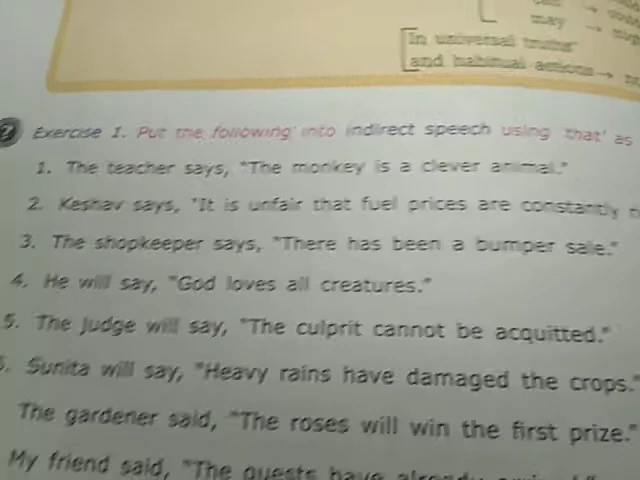 may →
In universal truths
and habitual actions →
Exercise 1. Put the following into indirect speech using 'that' as
1. The teacher says, "The monkey is a clever animal."
2. Keshav says, "It is unfair that fuel prices are constantly
3. The shopkeeper says, "There has been a bumper sale."
4. He will say, "God loves all creatures."
5. The judge will say, "The culprit cannot be acquitted."
Sunita will say, "Heavy rains have damaged the crops."
The gardener said, "The roses will win the first prize."
My friend said, "The guests have already